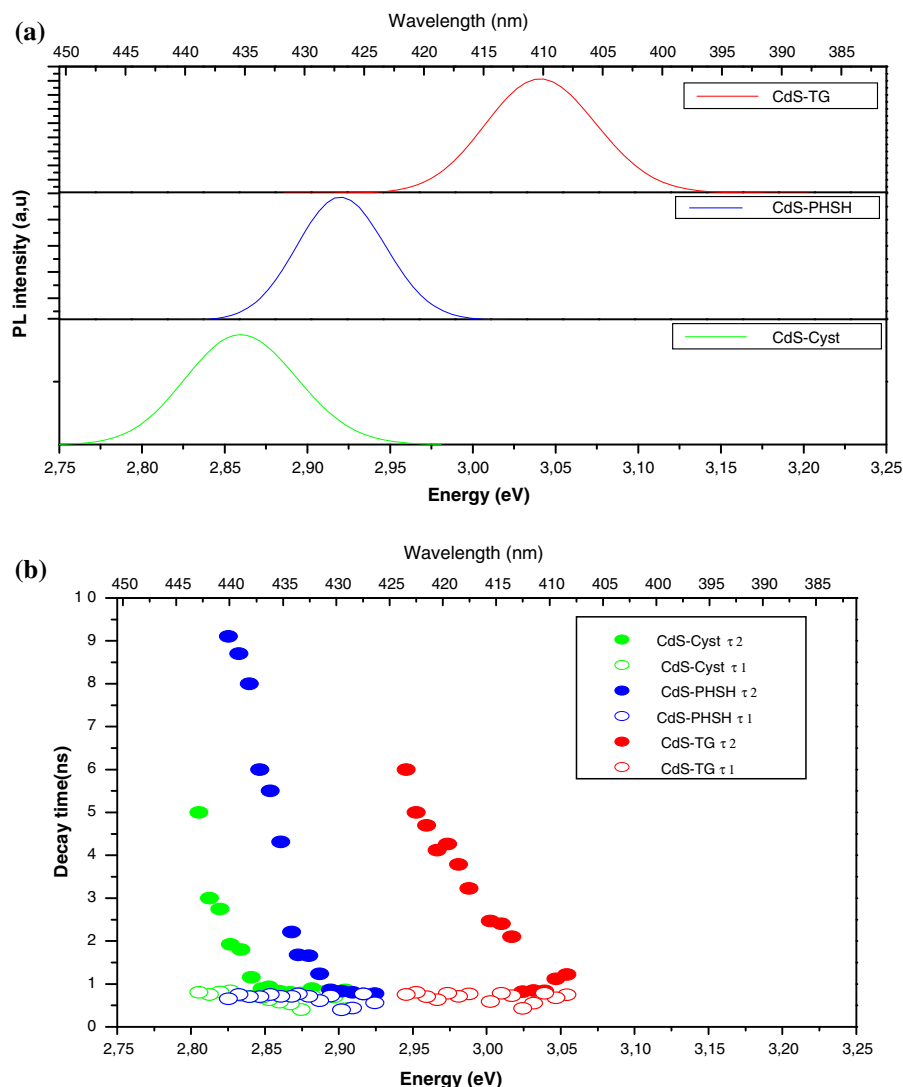 (a)
Wavelength (nm)
450 445 440 435 430 425 420 415 410 405 400 395 390 385
PL intensity (a,u)
CdS-TG
CdS-PHSH
CdS-Cyst
2,75 2,80 2,85 2,90 2,95 3,00 3,05 3,10 3,15 3,20 3,25
Energy (eV)
(b)
Wavelength (nm)
450 445 440 435 430 425 420 415 410 405 400 395 390 385
Decay time(ns)
10
9
8
7
6
5
4
3
2
1
0
CdS-Cyst τ2
CdS-Cyst τ1
CdS-PHSH τ2
CdS-PHSH τ1
CdS-TG τ2
CdS-TG τ1
2,75 2,80 2,85 2,90 2,95 3,00 3,05 3,10 3,15 3,20 3,25
Energy (eV)